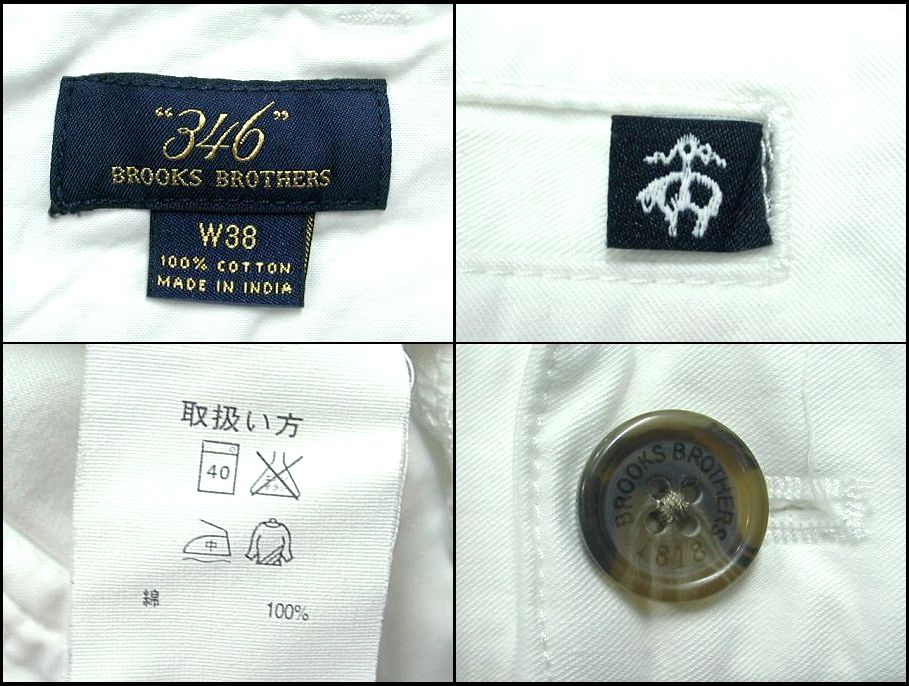 “346”
BROOKS BROTHERS
W38
100% COTTON
MADE IN INDIA
取扱い方
40
中
綿 100%
BROOKS BROTHERS
1818